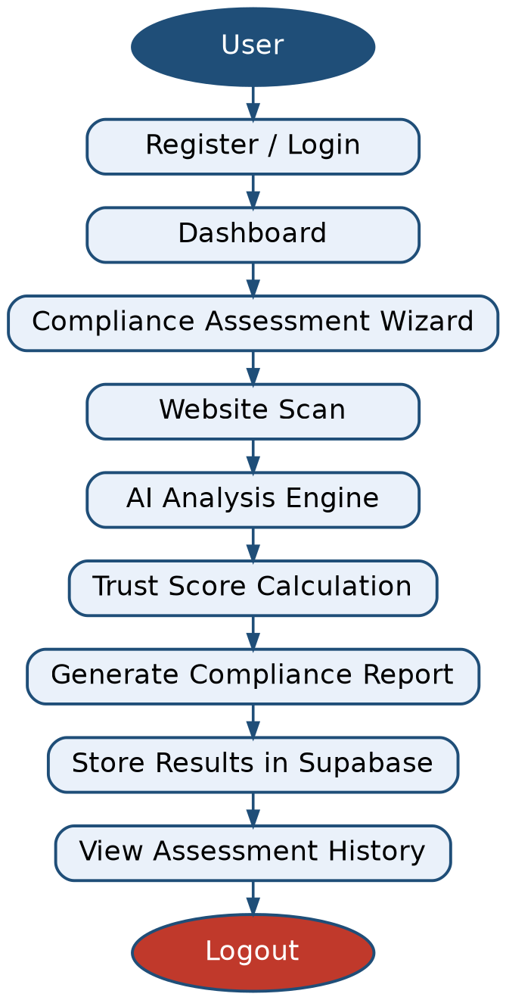 User
Register / Login
Dashboard
Compliance Assessment Wizard
Website Scan
AI Analysis Engine
Trust Score Calculation
Generate Compliance Report
Store Results in Supabase
View Assessment History
Logout